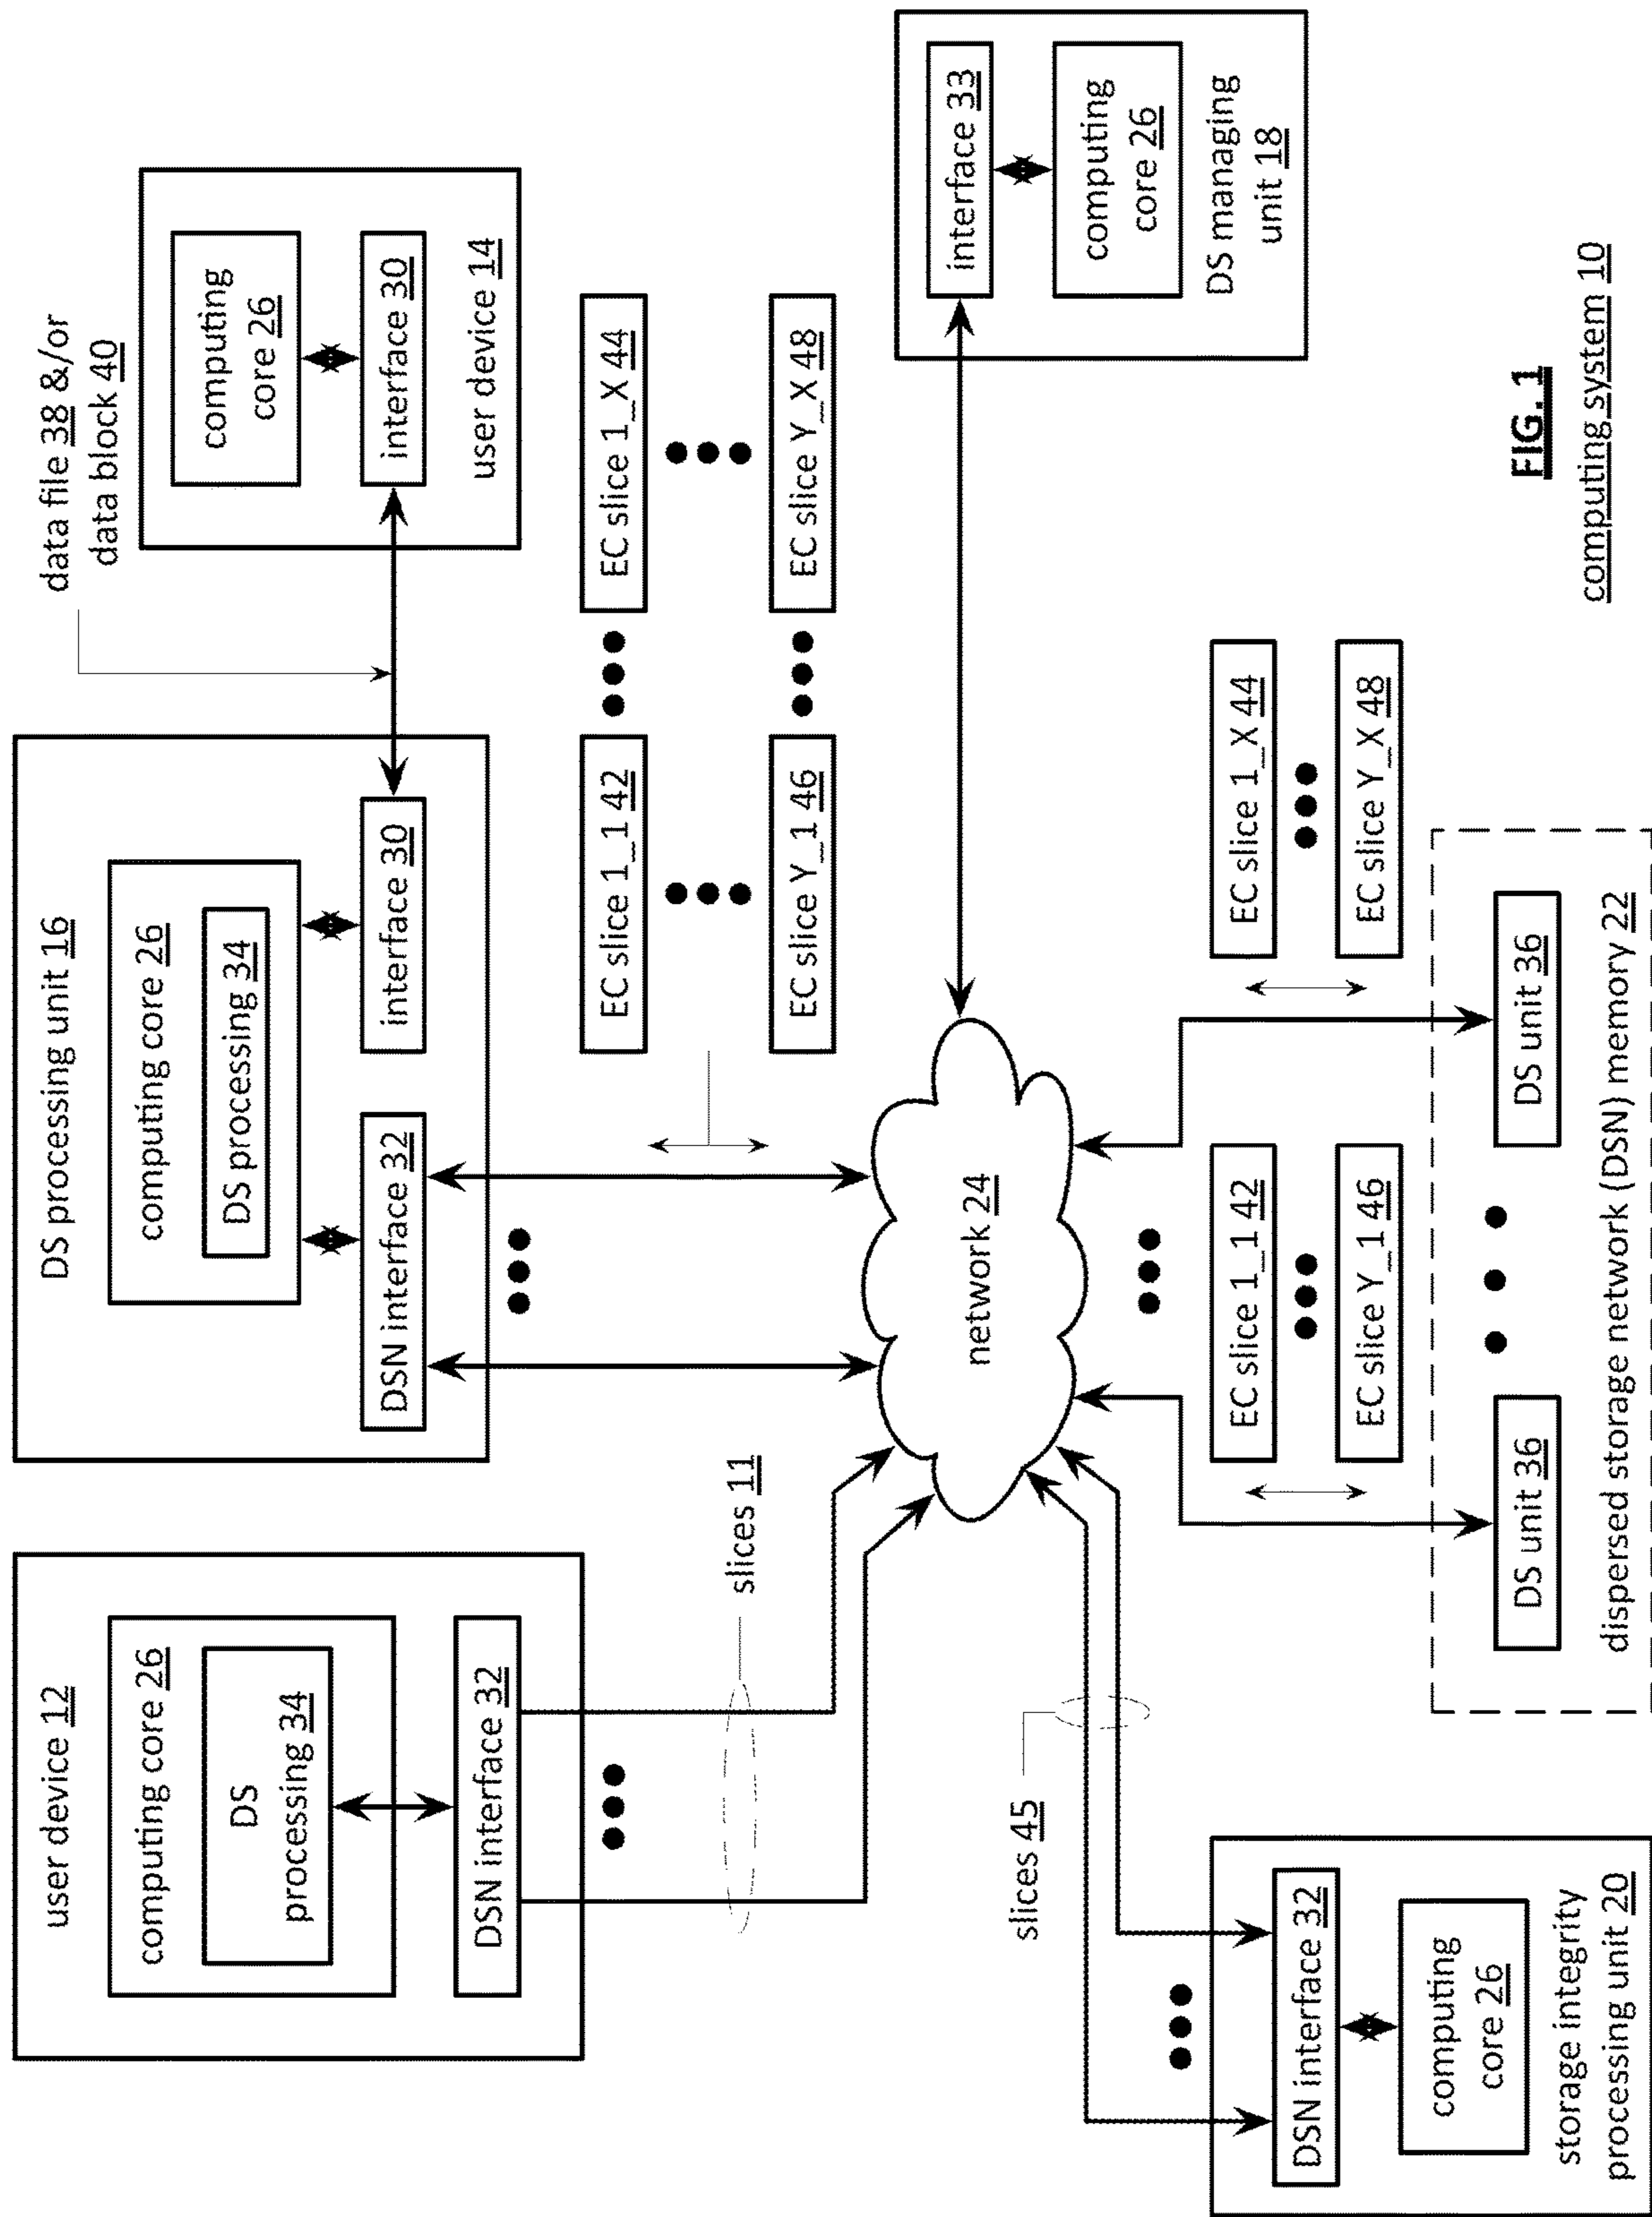 user device 12
computing core 26
DS
processing 34
DSN interface 32
slices 11
DS processing unit 16
computing core 26
DS processing 34
DSN interface 32
interface 30
data file 38 &/or
data block 40
computing
core 26
interface 30
user device 14
EC slice 1_1 42
EC slice 1_X 44
EC slice Y_1 46
EC slice Y_X 48
network 24
interface 33
computing
core 26
DS managing
unit 18
slices 45
DSN interface 32
computing
core 26
storage integrity
processing unit 20
EC slice 1_1 42
EC slice Y_1 46
EC slice 1_X 44
EC slice Y_X 48
DS unit 36
DS unit 36
dispersed storage network (DSN) memory 22
FIG. 1
computing system 10